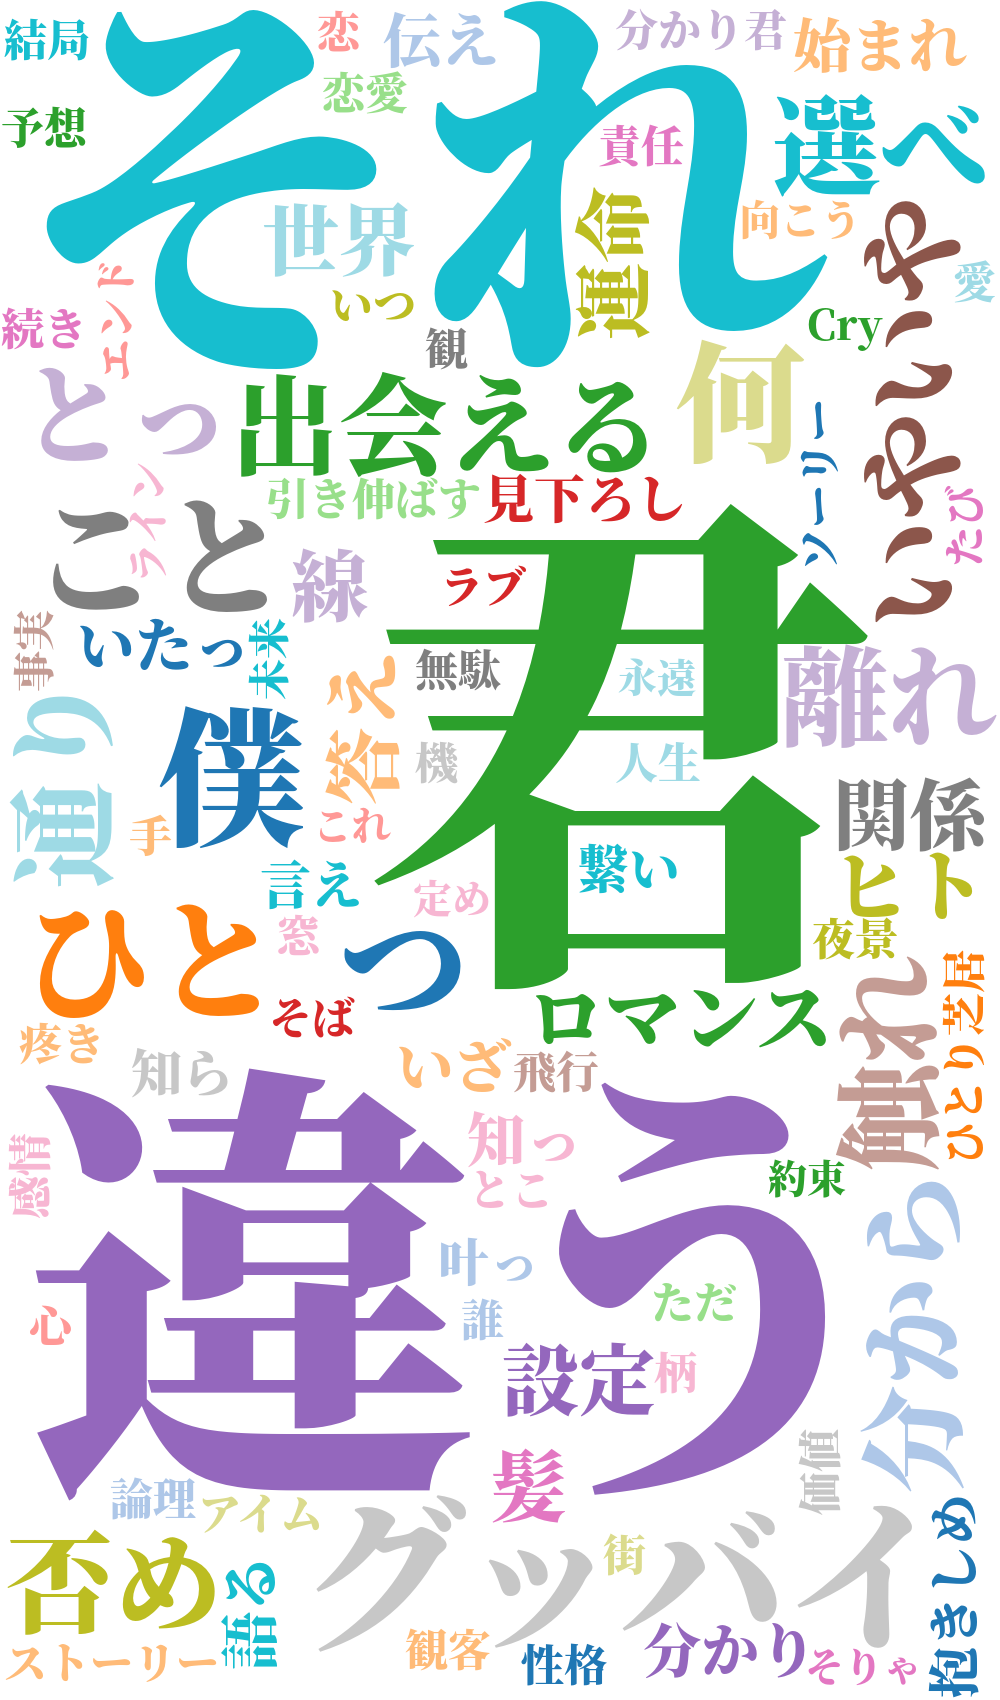 結局
恋
伝え
分かり君
始まれ
それ
恋愛
予想
責任
選べ
世界
運命
向こう
いやいやいや
愛
エンド
いつ
続き
観
Cry
何
とっ
出会える
ソーリー
ライン
引き伸ばす
見下ろし
たび
こと
君
線
ラブ
事実
いたっ
未来
無駄
永遠
離れ
答え
通り
僕
機
人生
関係
手
これ
言え
繋い
ヒト
定め
ひと
窓
っ
夜景
触れ
ひとり芝居
そば
ロマンス
疼き
知ら
いざ
飛行
違う
感情
知っ
とこ
約束
分から
叶っ
心
誰
ただ
設定
柄
価値
髪
論理
アイム
グッバイ
抱きしめ
否め
語る
街
ストーリー
観客
性格
分かり
そりゃ